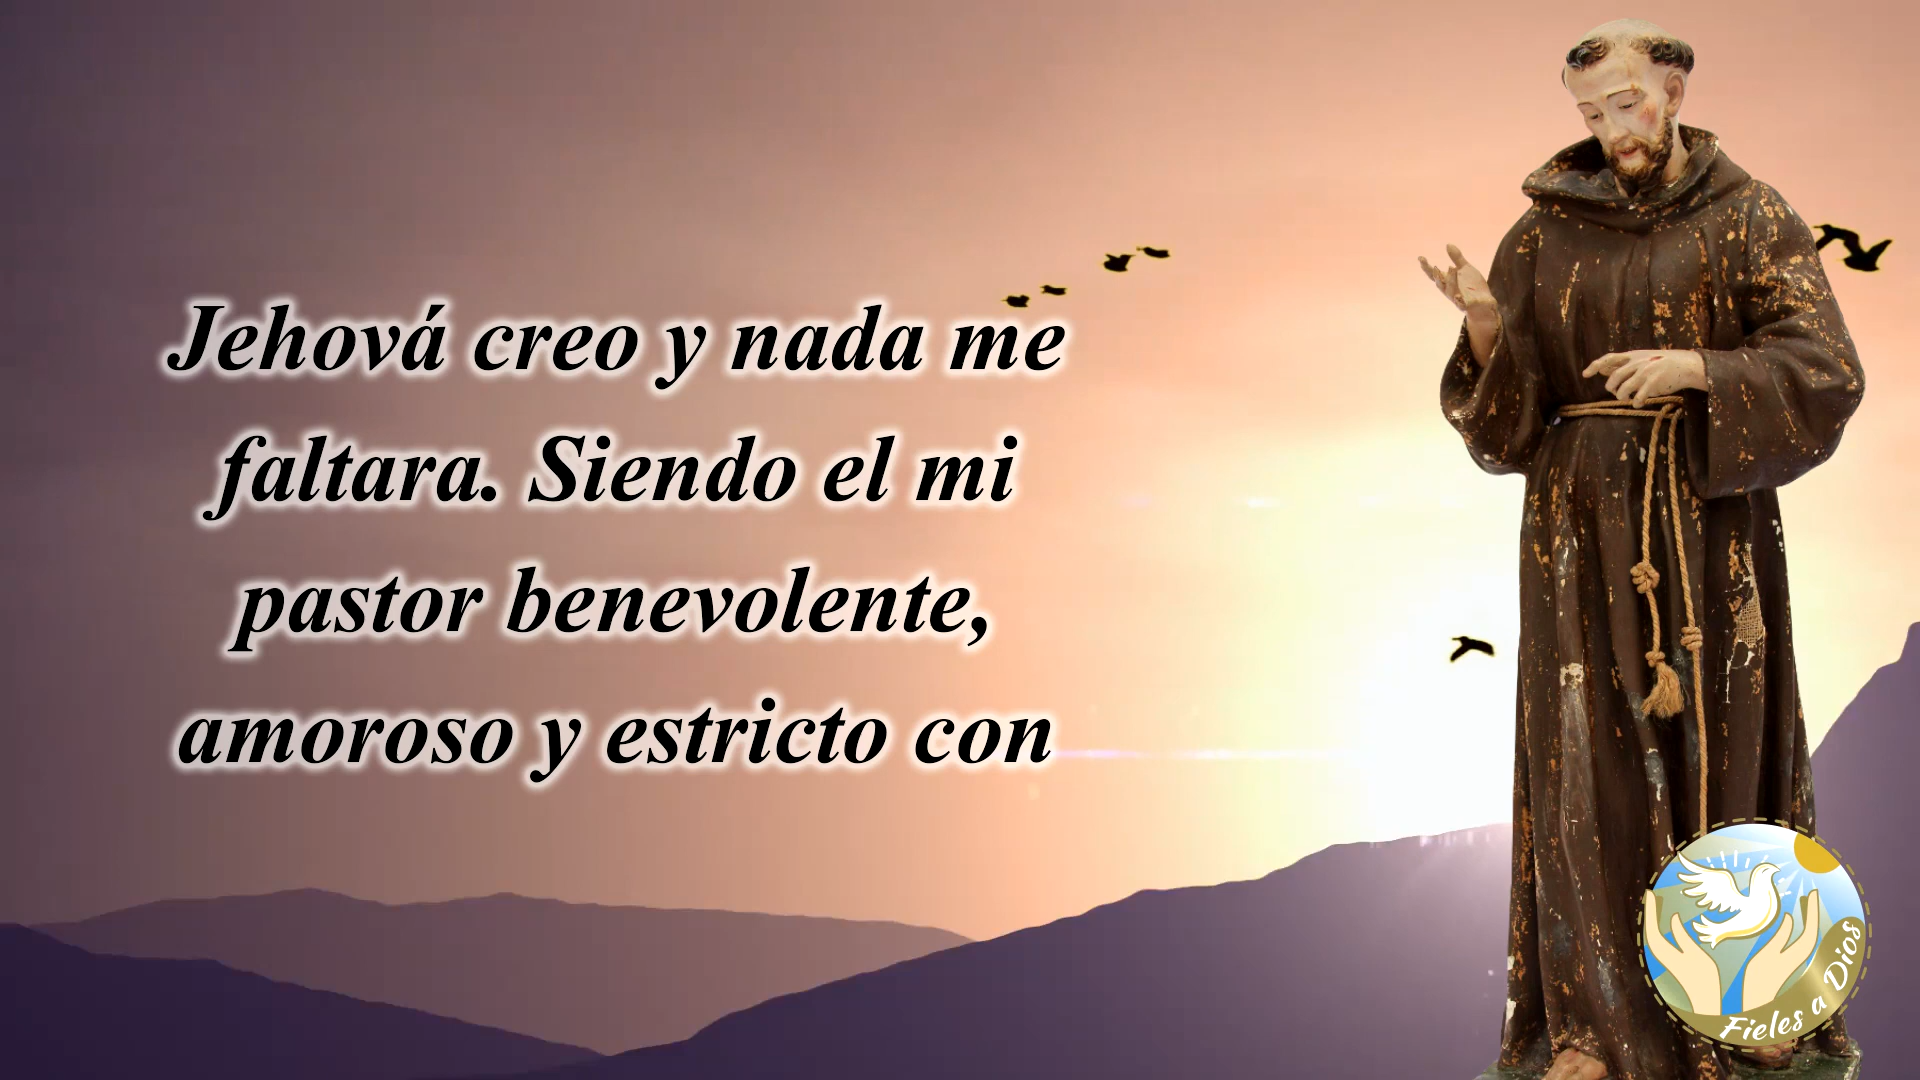 Jehová creo y nada me
faltara. Siendo el mi
pastor benevolente,
amoroso y estricto con
Fieles a Dios